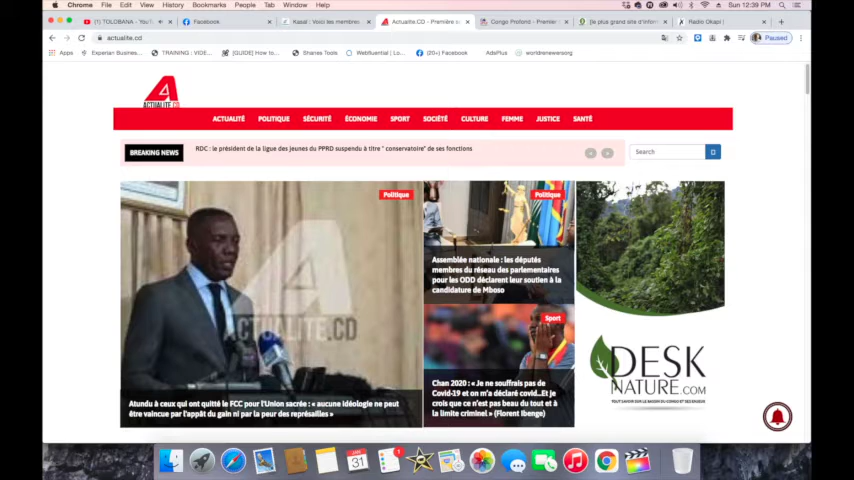 Chrome File Edit View History Bookmarks People Tab Window Help Sun 12:39 PM
(1) TOLOBANA - YouT Facebook Kasaï : Voici les membres Actualite.CD - Première s Congo Profond - Premier [le plus grand site d'inform Radio Okapi |
actualite.cd Paused
Apps Experian Busines... TRAINING : VIDE... [GUIDE] How to... Shares Tools Webfluential | Lo... (20+) Facebook AdsPlus worldrenewersorg
ACTUALITE.CD
ACTUALITÉ POLITIQUE SÉCURITÉ ÉCONOMIE SPORT SOCIÉTÉ CULTURE FEMME JUSTICE SANTÉ
BREAKING NEWS RDC : le président de la ligue des jeunes du PPRD suspendu à titre " conservatoire" de ses fonctions Search
Politique
ACTUALITE.CD
Atundu à ceux qui ont quitté le FCC pour l'Union sacrée : « aucune idéologie ne peut
être vaincue par l'appât du gain ni par la peur des représailles »
Politique
Assemblée nationale : les députés
membres du réseau des parlementaires
pour les ODD déclarent leur soutien à la
candidature de Mboso
Sport
Chan 2020 : « Je ne souffrais pas de
Covid-19 et on m'a déclaré covid...Et je
crois que ce n'est pas beau du tout et à
la limite criminel » (Florent Ibenge)
DESK
NATURE.COM
31
1